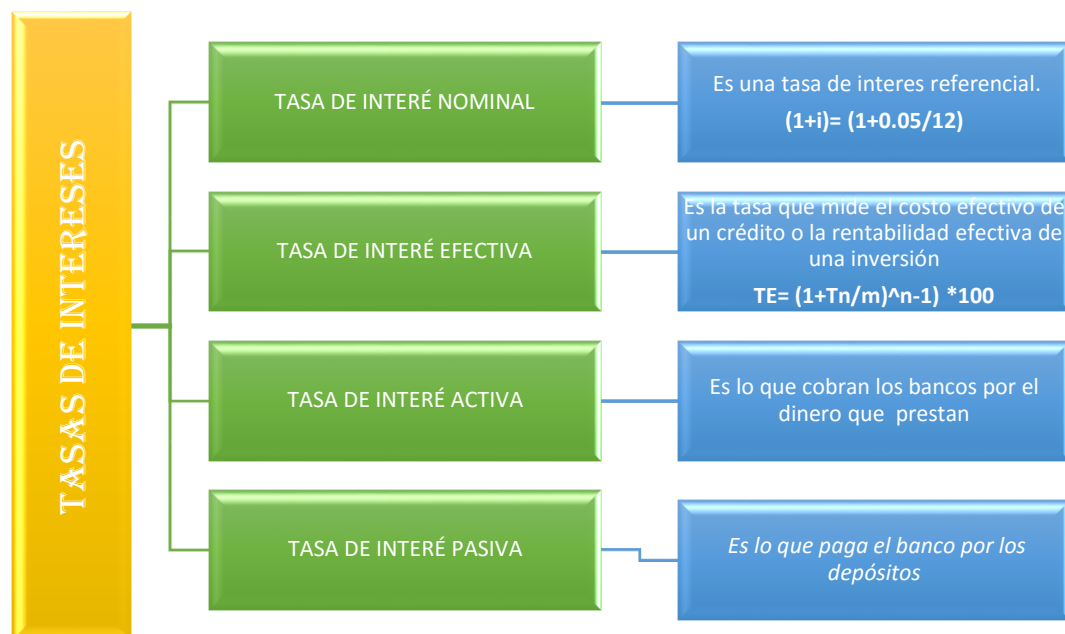 TASAS DE INTERESES
TASA DE INTERÉ NOMINAL
Es una tasa de interes referencial.
(1+i)= (1+0.05/12)
TASA DE INTERÉ EFECTIVA
Es la tasa que mide el costo efectivo de
un crédito o la rentabilidad efectiva de
una inversión
TE= (1+Tn/m)^n-1) *100
TASA DE INTERÉ ACTIVA
Es lo que cobran los bancos por el
dinero que prestan
TASA DE INTERÉ PASIVA
Es lo que paga el banco por los
depósitos